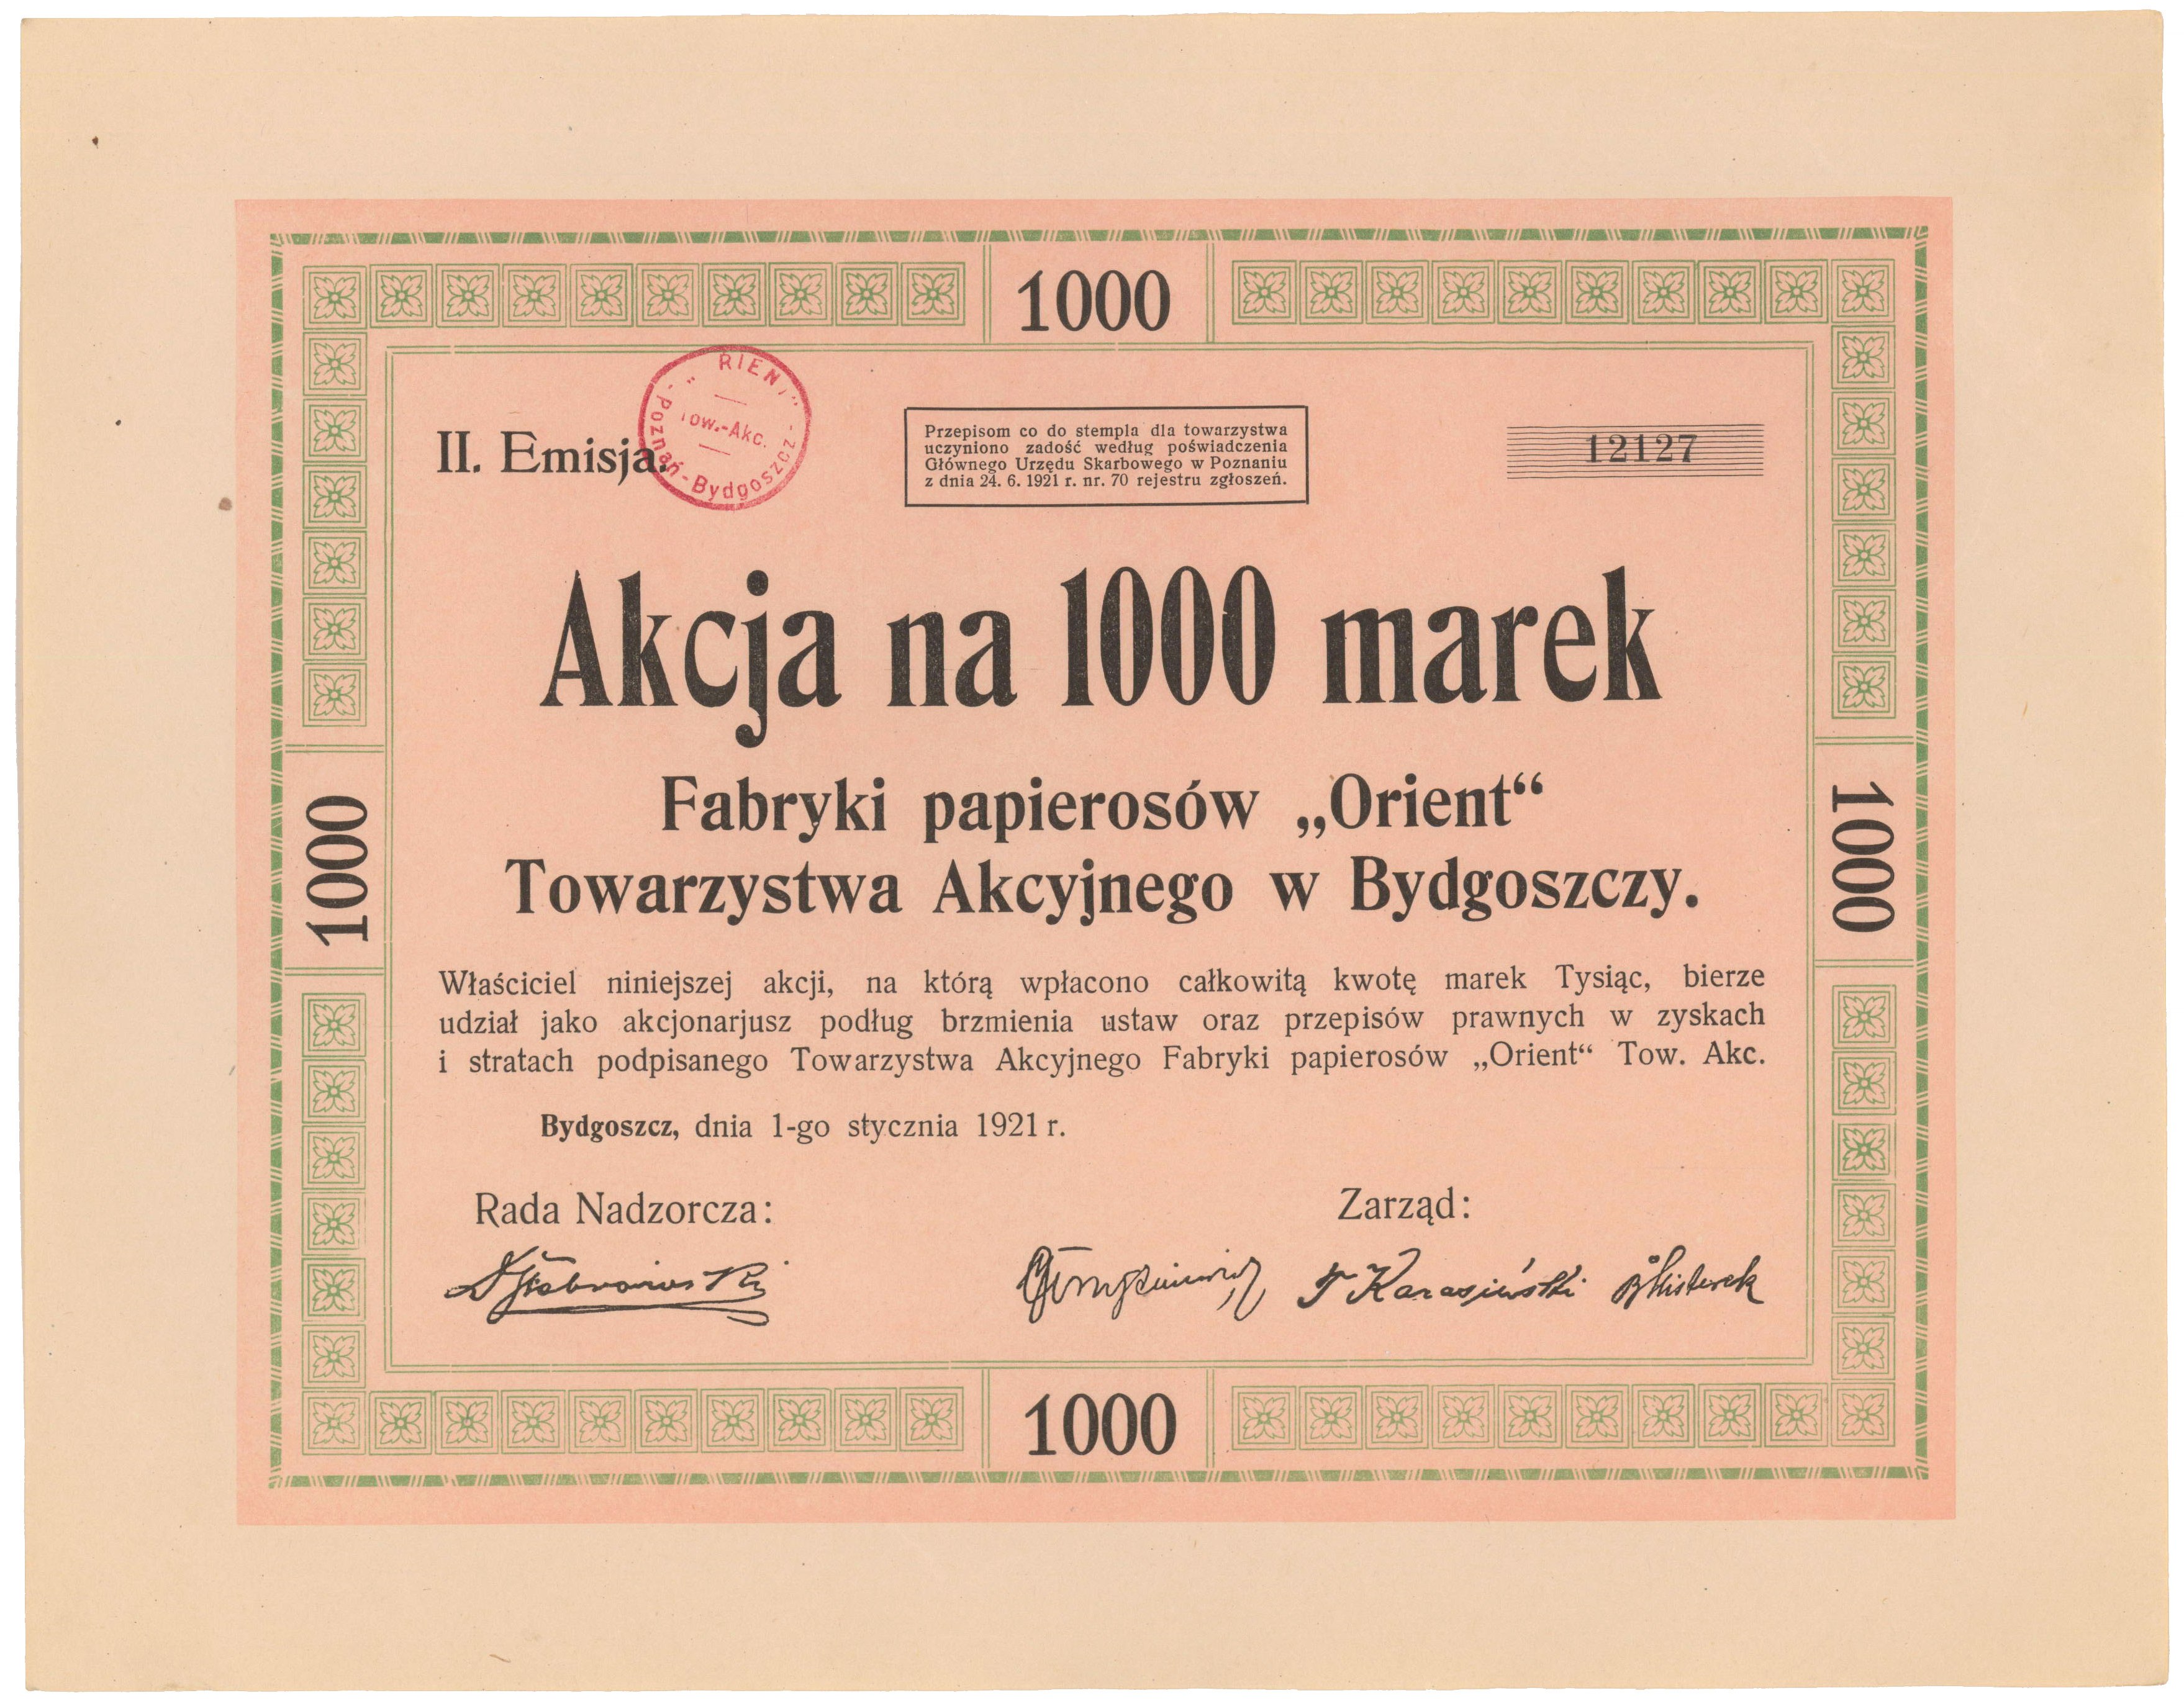 1000
II. Emisja.
Tow.-Akc.
Poznań-Bydgoszcz
Przepisom co do stempla dla towarzystwa
uczyniono zadość według poświadczenia
Głównego Urzędu Skarbowego w Poznaniu
z dnia 24. 6. 1921 r. nr. 70 rejestru zgłoszeń.
12127
Akcja na 1000 marek
Fabryki papierosów „Orient“
Towarzystwa Akcyjnego w Bydgoszczy.
1000
1000
Właściciel niniejszej akcji, na którą wpłacono całkowitą kwotę marek Tysiąc, bierze
udział jako akcjonarjusz podług brzmienia ustaw oraz przepisów prawnych w zyskach
i stratach podpisanego Towarzystwa Akcyjnego Fabryki papierosów „Orient“ Tow. Akc.
Bydgoszcz, dnia 1-go stycznia 1921 r.
Rada Nadzorcza:
Zarząd:
T Karasiński
1000